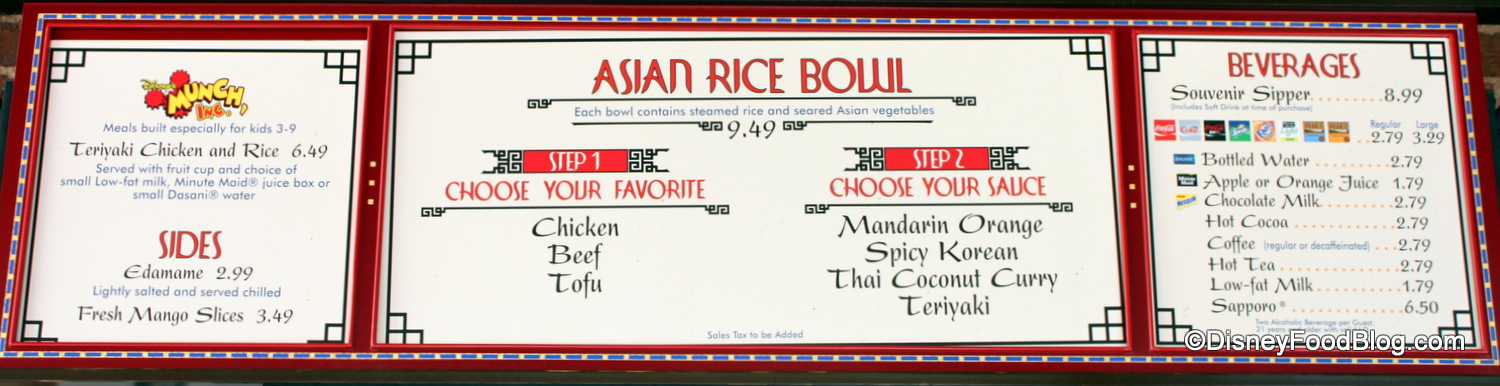 Disney's
MUNCH,
INC.
Meals built especially for kids 3-9
Teriyaki Chicken and Rice 6.49
Served with fruit cup and choice of
small Low-fat milk, Minute Maid® juice box or
small Dasani® water
SIDES
Edamame 2.99
Lightly salted and served chilled
Fresh Mango Slices 3.49
ASIAN RICE BOWL
Each bowl contains steamed rice and seared Asian vegetables
9.49
STEP 1
CHOOSE YOUR FAVORITE
Chicken
Beef
Tofu
STEP 2
CHOOSE YOUR SAUCE
Mandarin Orange
Spicy Korean
Thai Coconut Curry
Teriyaki
Sales Tax to be Added
BEVERAGES
Souvenir Sipper........8.99
(Includes Soft Drink at time of purchase)
Regular Large
..2.79 3.29
Bottled Water ..........2.79
Apple or Orange Juice 1.79
Chocolate Milk.........2.79
Hot Cocoa .............2.79
Coffee (regular or decaffeinated) ...2.79
Hot Tea...............2.79
Low-fat Milk..........1.79
Sapporo®.............6.50
Two Alcoholic Beverage per Guest,
21 years
©DisneyFoodBlog.com